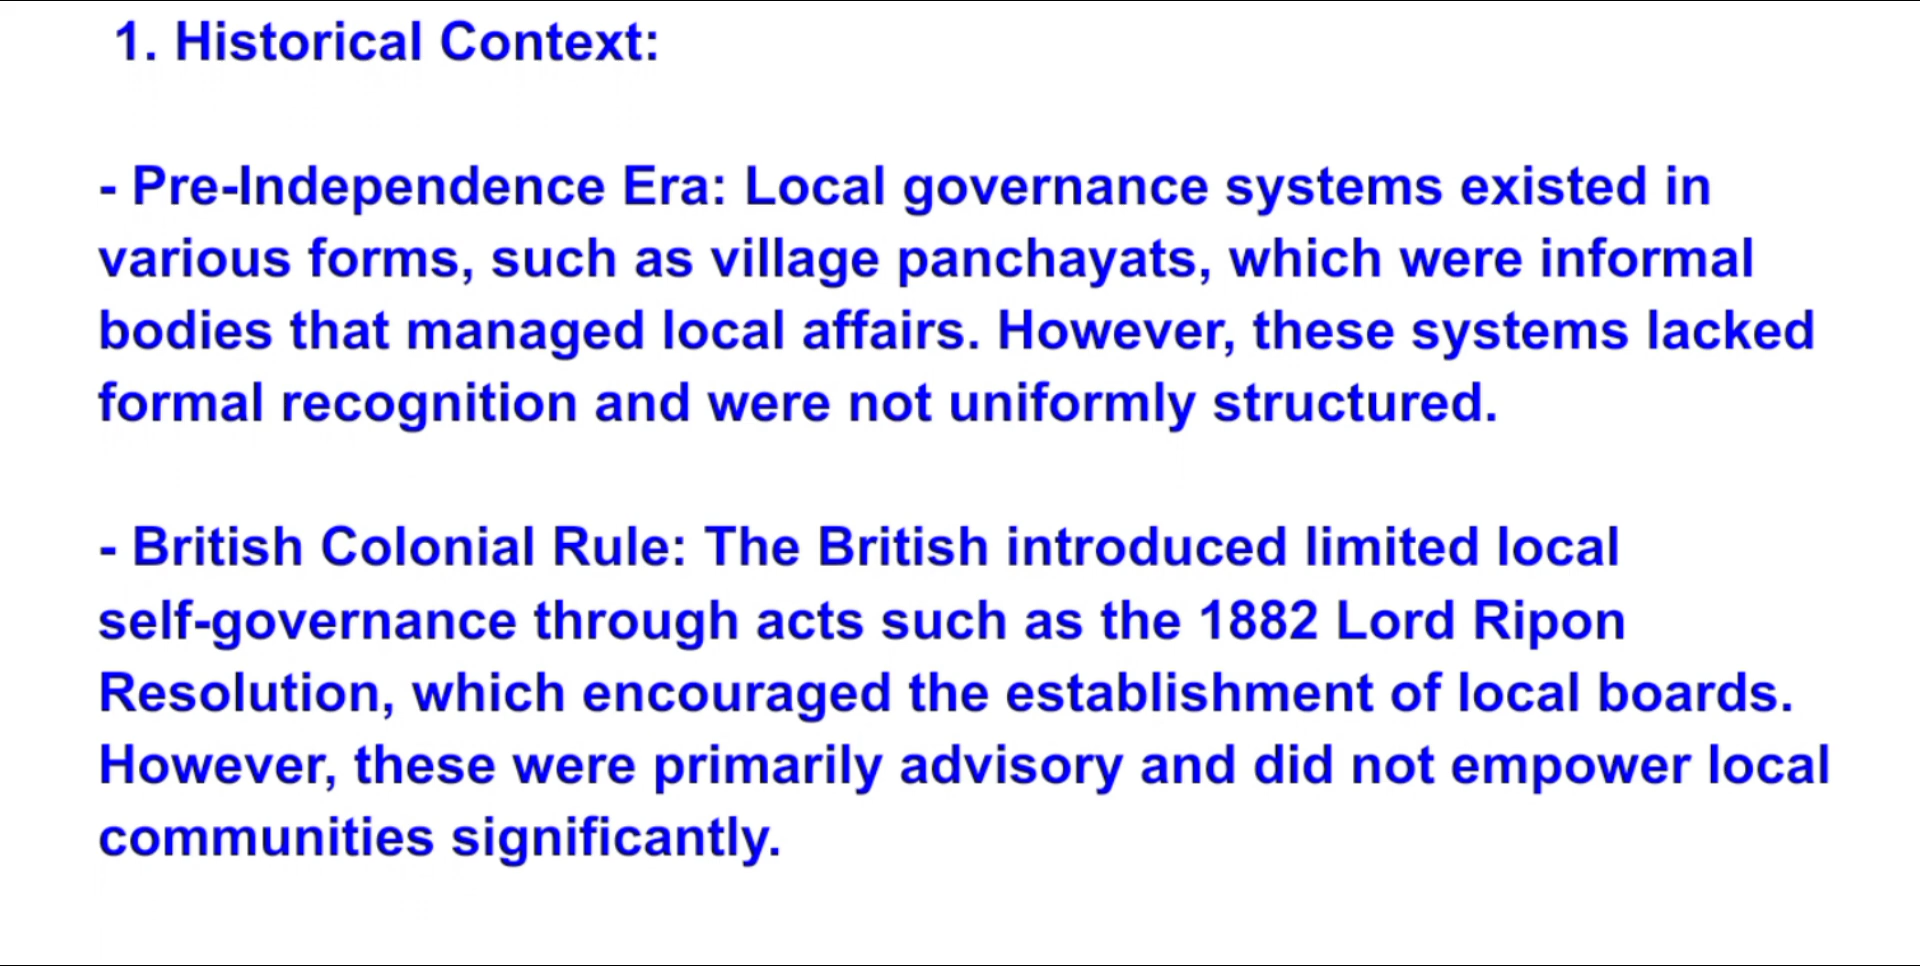 1. Historical Context:
- Pre-Independence Era: Local governance systems existed in
various forms, such as village panchayats, which were informal
bodies that managed local affairs. However, these systems lacked
formal recognition and were not uniformly structured.
- British Colonial Rule: The British introduced limited local
self-governance through acts such as the 1882 Lord Ripon
Resolution, which encouraged the establishment of local boards.
However, these were primarily advisory and did not empower local
communities significantly.